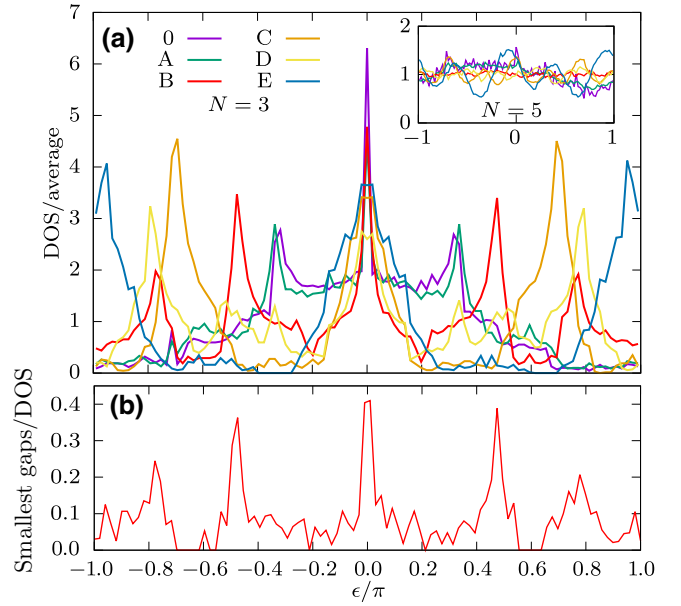 (a)
0 C
A D
B E
N = 3
DOS/average
7
6
5
4
3
2
1
0
2
1
0
N = 5
−1 0 1
(b)
Smallest gaps/DOS
0.4
0.3
0.2
0.1
0.0
−1.0 −0.8 −0.6 −0.4 −0.2 0.0 0.2 0.4 0.6 0.8 1.0
ϵ/π